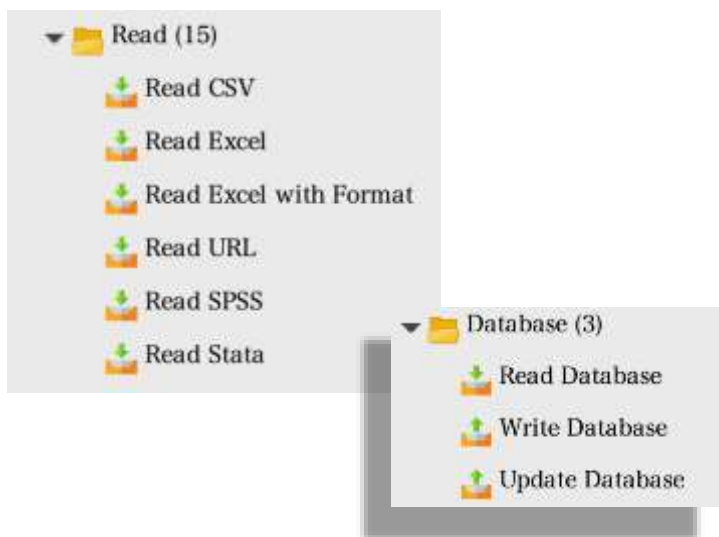 Read (15)
Read CSV
Read Excel
Read Excel with Format
Read URL
Read SPSS
Read Stata
Database (3)
Read Database
Write Database
Update Database